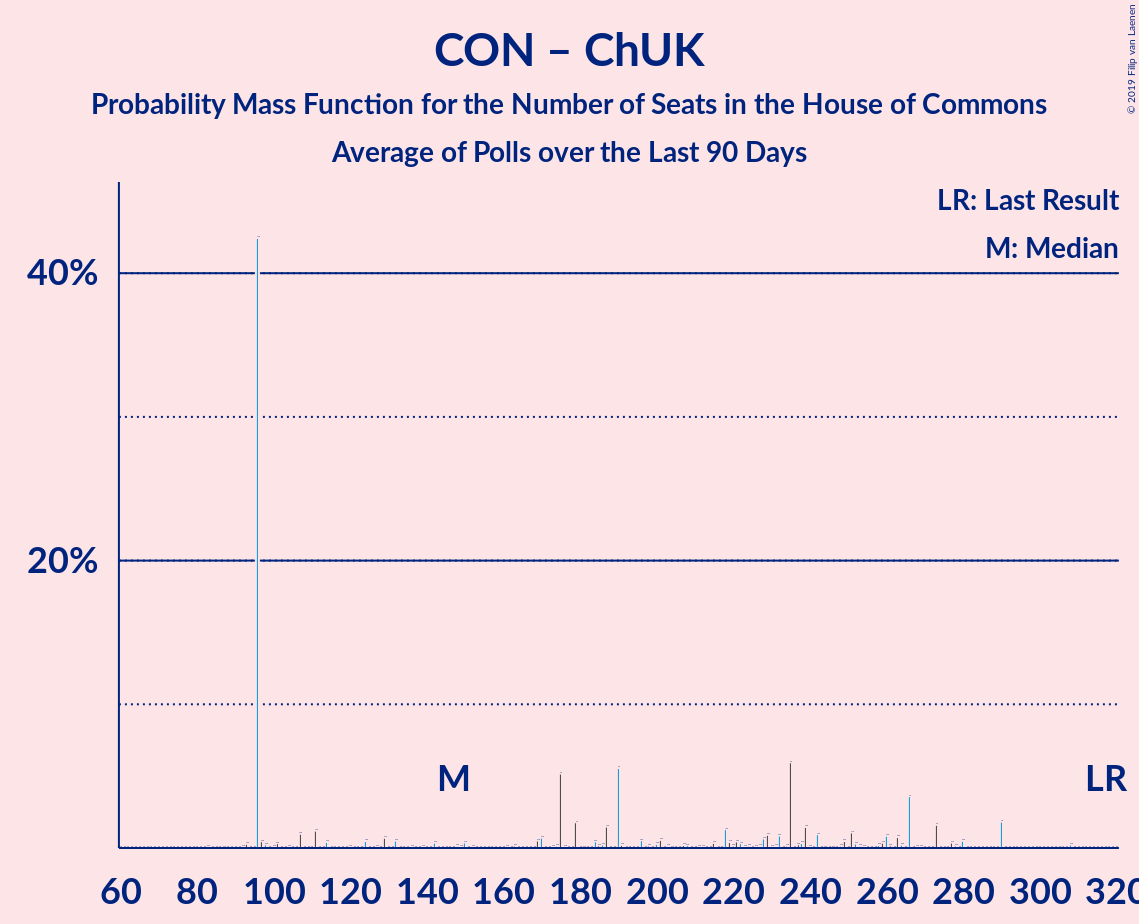 CON – ChUK
Probability Mass Function for the Number of Seats in the House of Commons
Average of Polls over the Last 90 Days
© 2019 Filip van Laenen
LR: Last Result
M: Median
40%
20%
M
LR
60 80 100 120 140 160 180 200 220 240 260 280 300 320